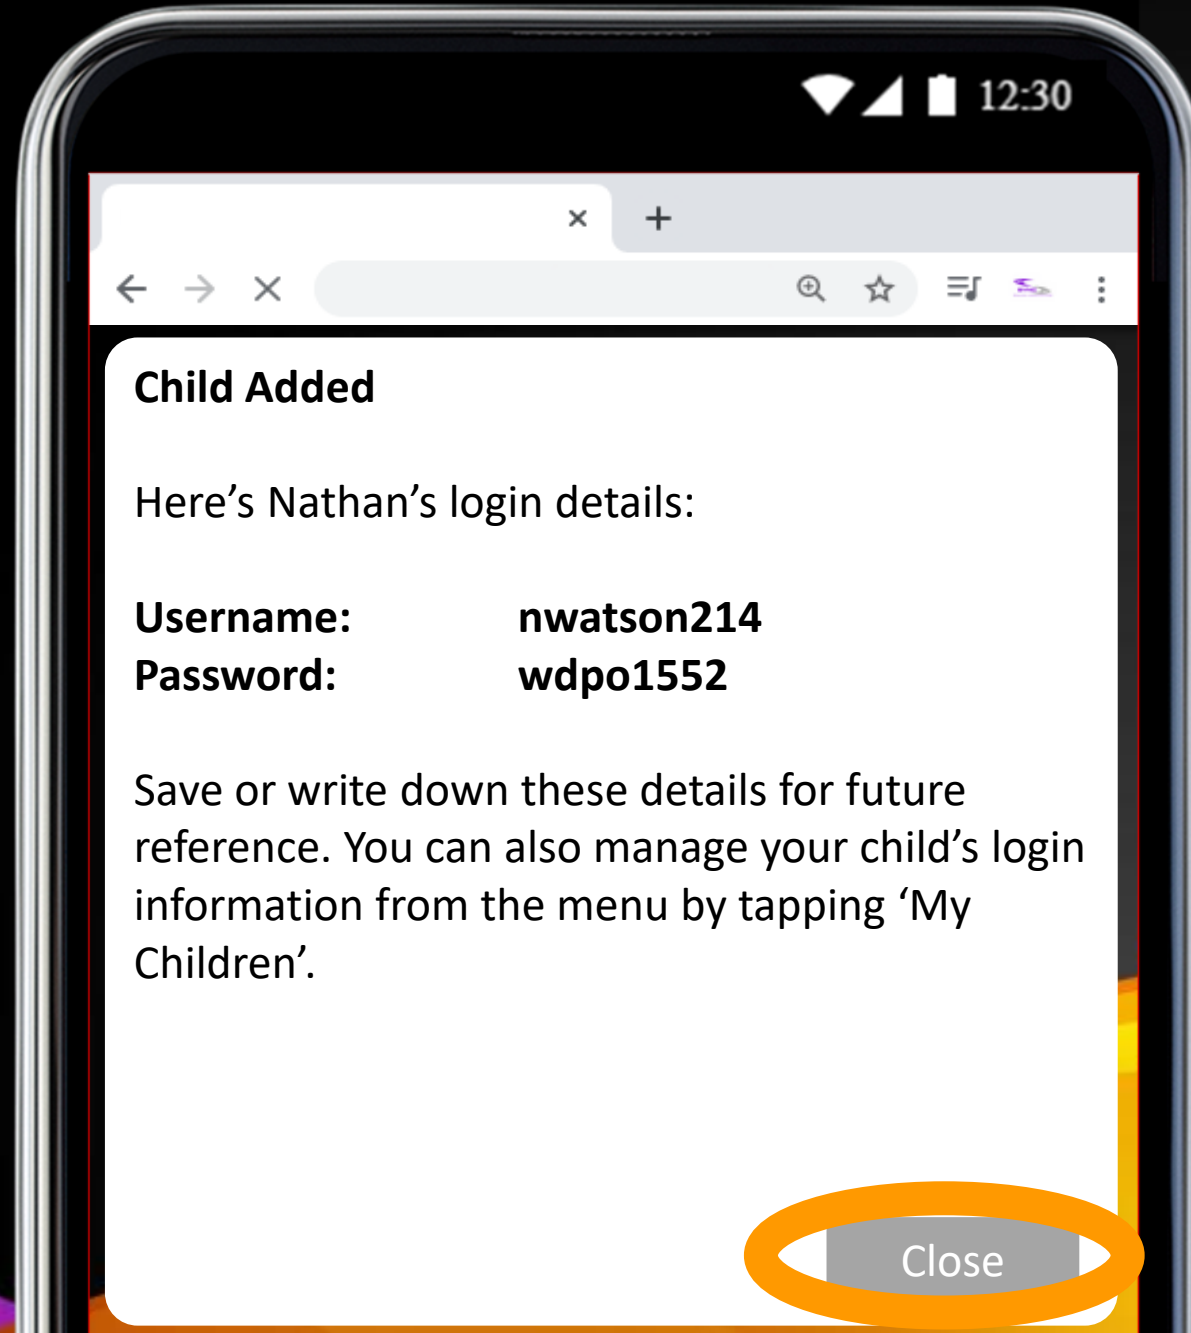 12:30
Child Added
Here’s Nathan’s login details:
Username: nwatson214
Password: wdpo1552
Save or write down these details for future
reference. You can also manage your child’s login
information from the menu by tapping ‘My
Children’.
Close